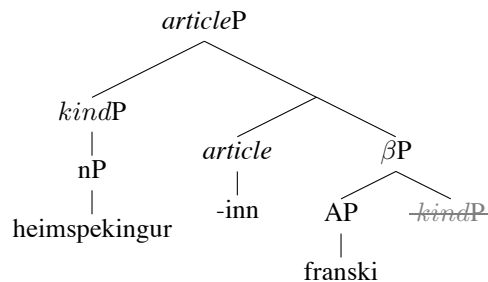 articleP
kindP
article
βP
nP
-inn
AP
kindP
heimspekingur
franski